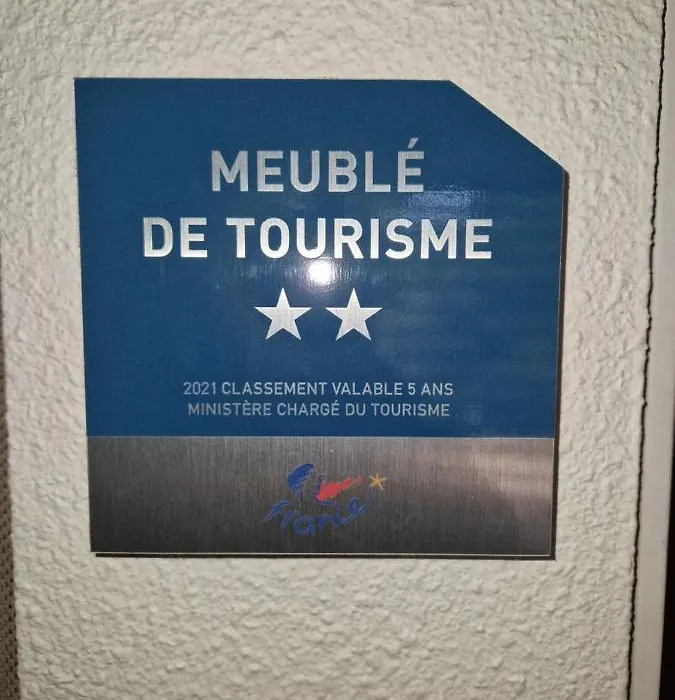 MEUBLÉ
DE TOURISME
2021 CLASSEMENT VALABLE 5 ANS
MINISTÈRE CHARGÉ DU TOURISME
France